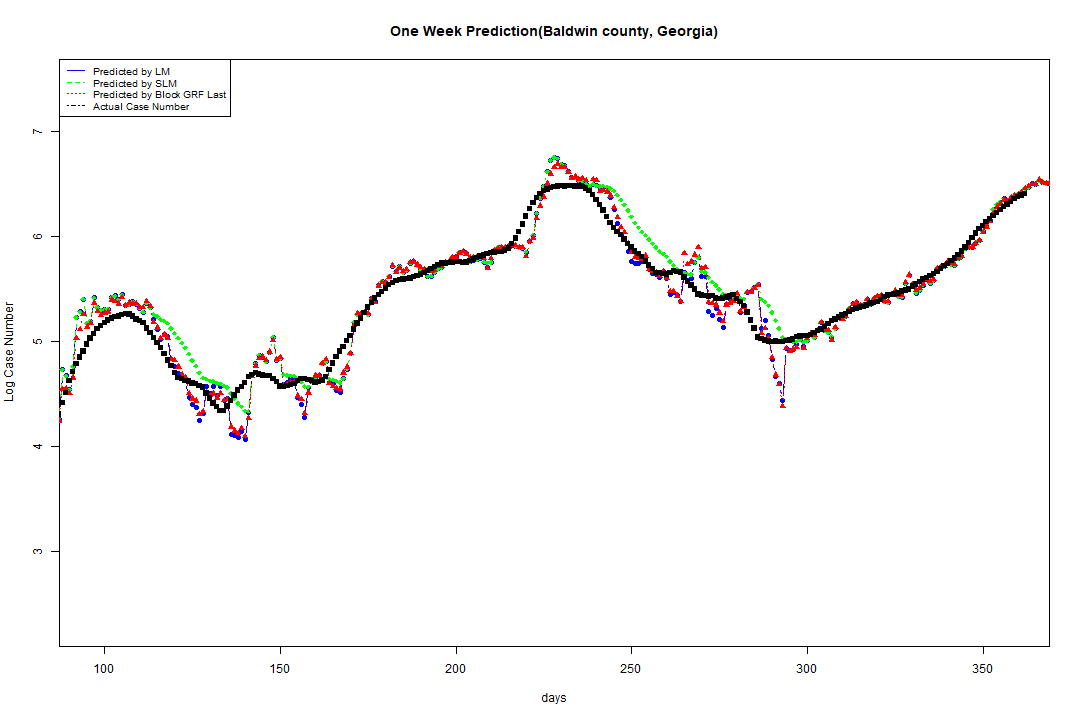 One Week Prediction(Baldwin county, Georgia)
Predicted by LM
Predicted by SLM
Predicted by Block GRF Last
Actual Case Number
Log Case Number
7
6
5
4
3
100 150 200 250 300 350
days